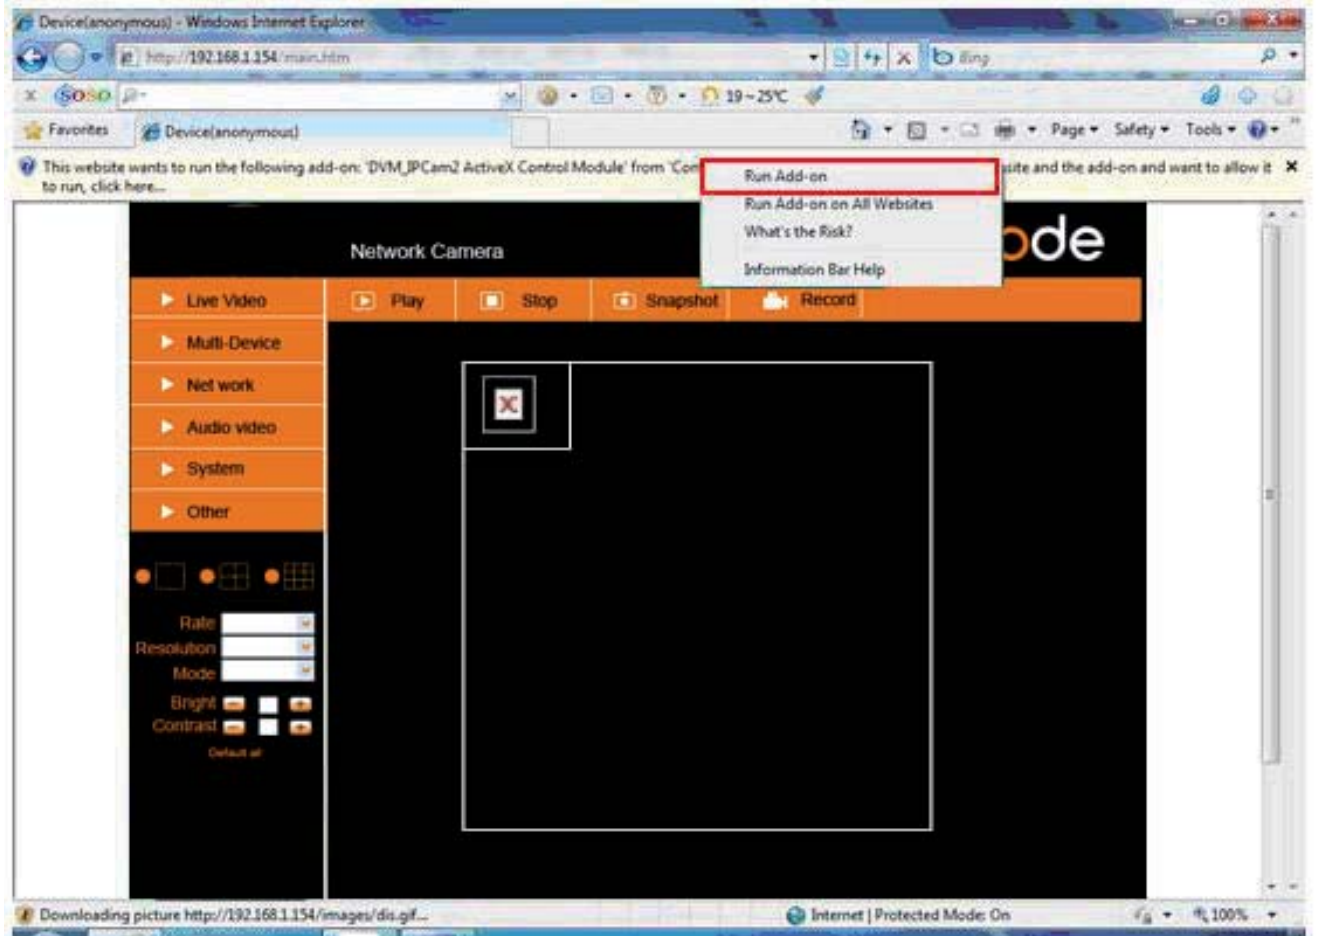 Device(anonymous) - Windows Internet Explorer
http://192.168.1.154/main.htm
Bing
SOSO
19~25℃
Favorites
Device(anonymous)
Page
Safety
Tools
This website wants to run the following add-on: 'DVM_IPCam2 ActiveX Control Module' from
site and the add-on and want to allow it
to run, click here...
Run Add-on
Run Add-on on All Websites
What's the Risk?
Information Bar Help
Network Camera
ode
Live Video
Play
Stop
Snapshot
Record
Multi-Device
Net work
Audio video
System
Other
Rate
Resolution
Mode
Bright
Contrast
Default all
Downloading picture http://192.168.1.154/images/dis.gif...
Internet | Protected Mode: On
100%